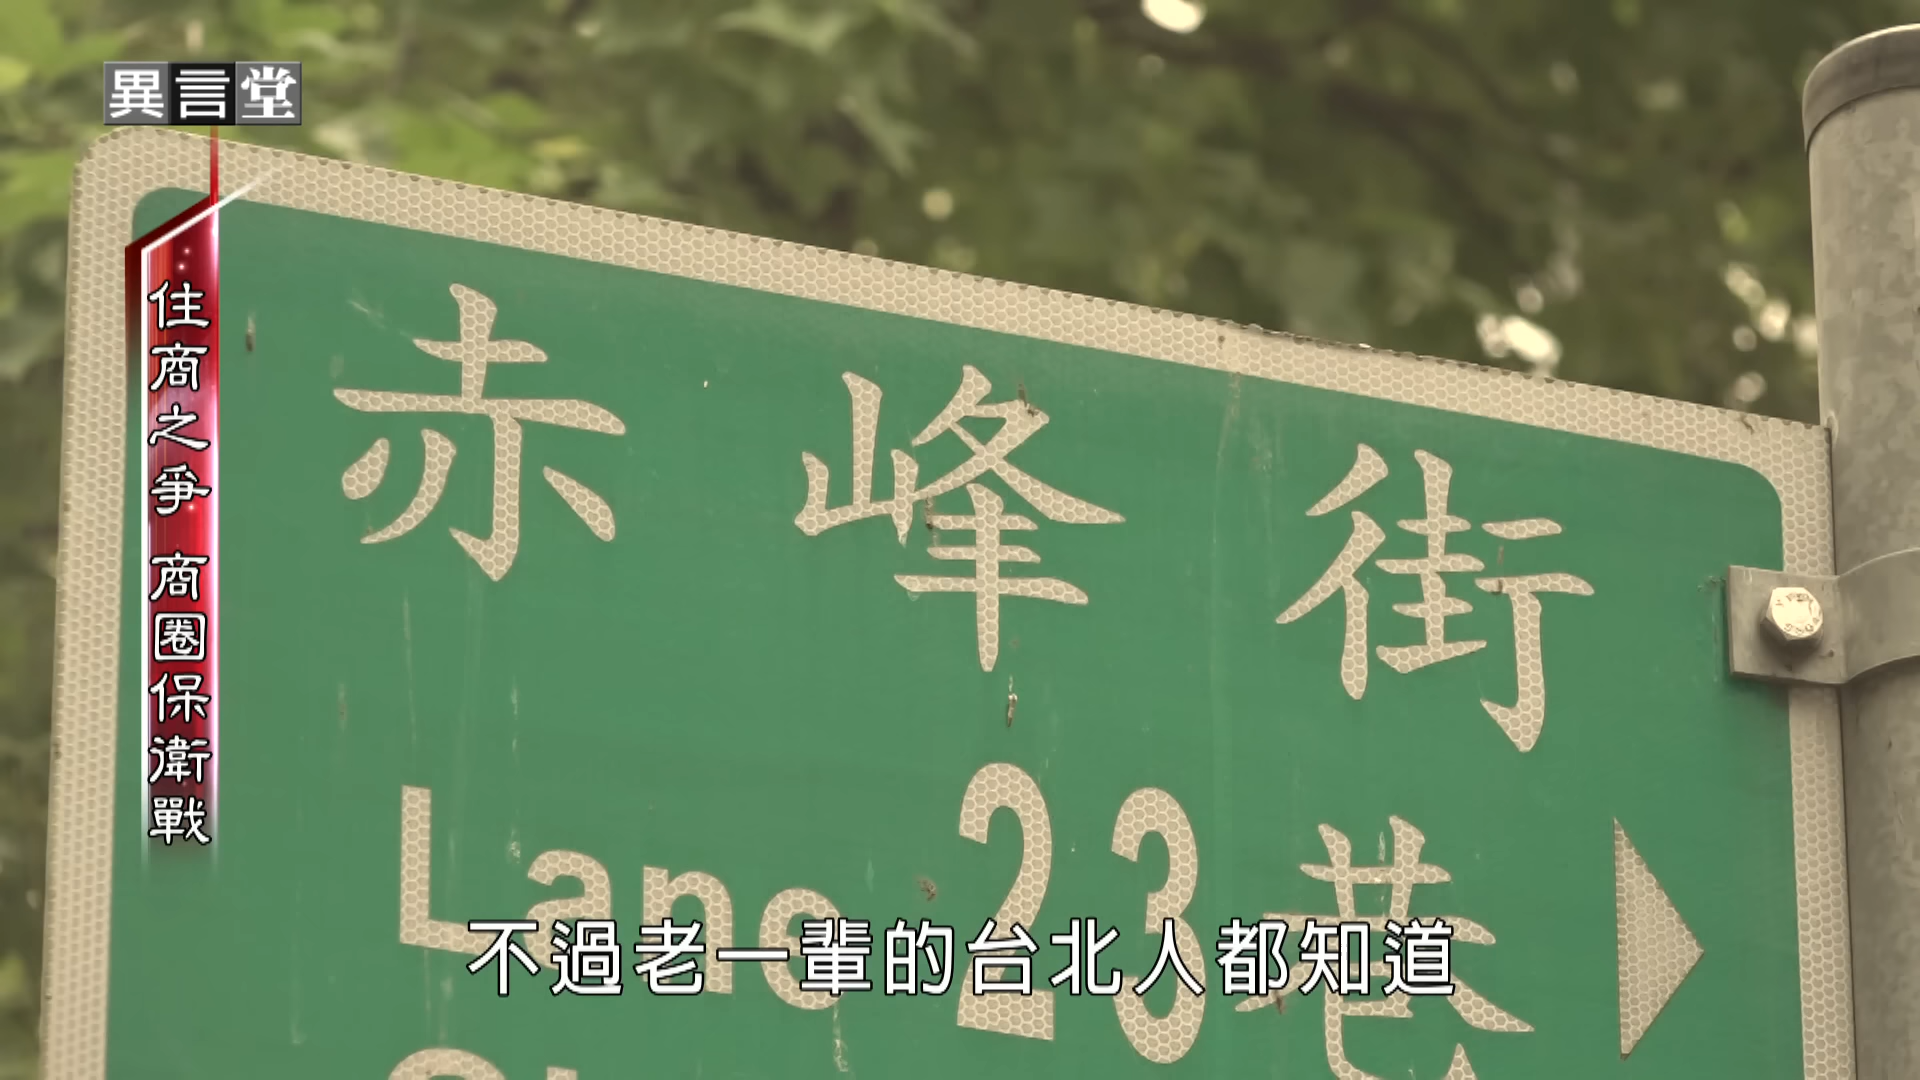 異言堂
住商之爭 商圈保衛戰
赤峰街
Lane 23巷
不過老一輩的台北人都知道